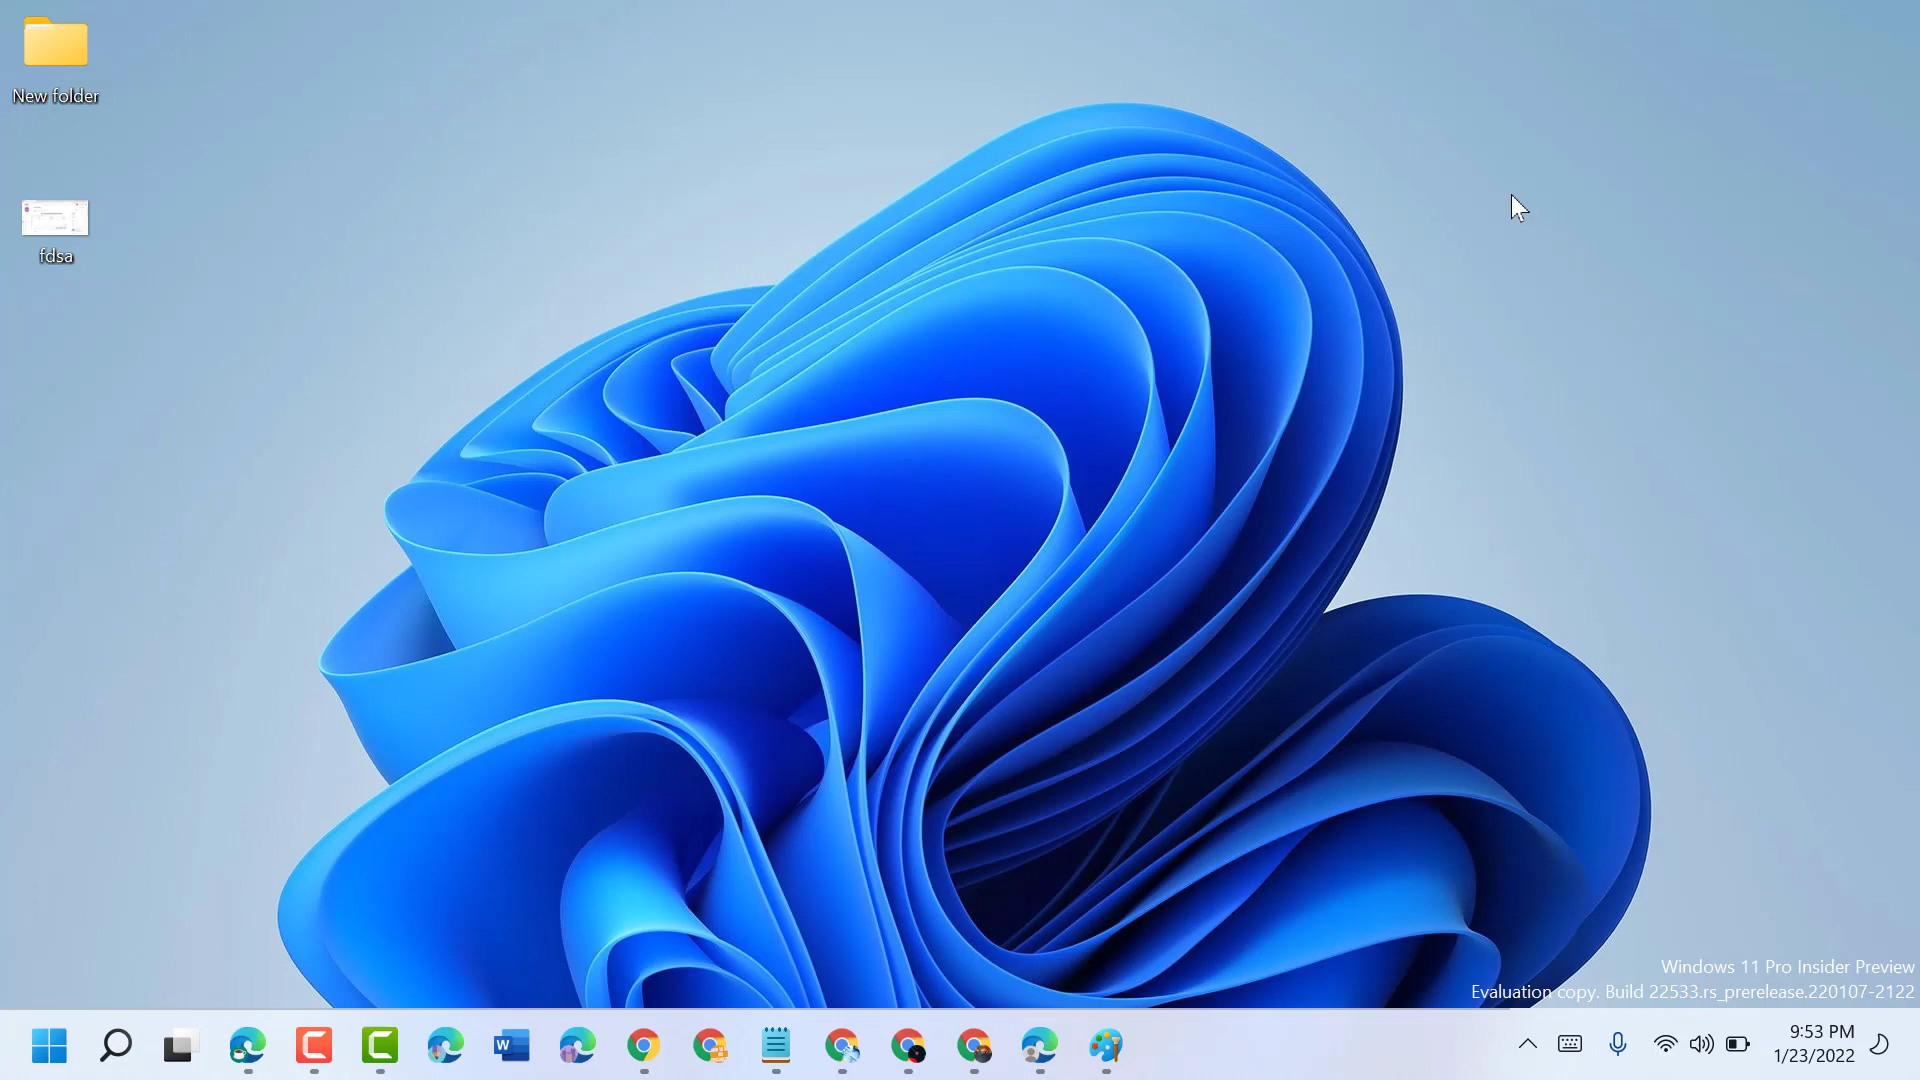 New folder
fdsa
Windows 11 Pro Insider Preview
Evaluation copy. Build 22533.rs_prerelease.220107-2122
9:53 PM
1/23/2022